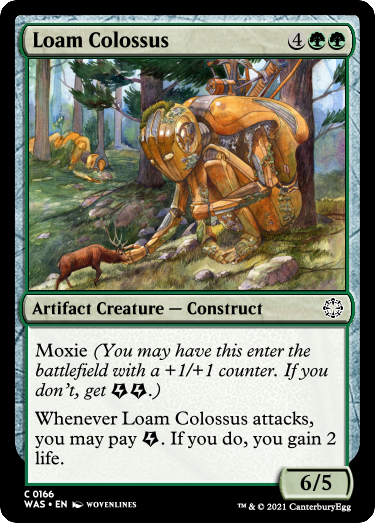 Loam Colossus 4
Artifact Creature — Construct
Moxie (You may have this enter the
battlefield with a +1/+1 counter. If you
don't, get .)
Whenever Loam Colossus attacks,
you may pay . If you do, you gain 2
life.
6/5
C 0166
WAS • EN WOVENLINES
™ & © 2021 CanterburyEgg